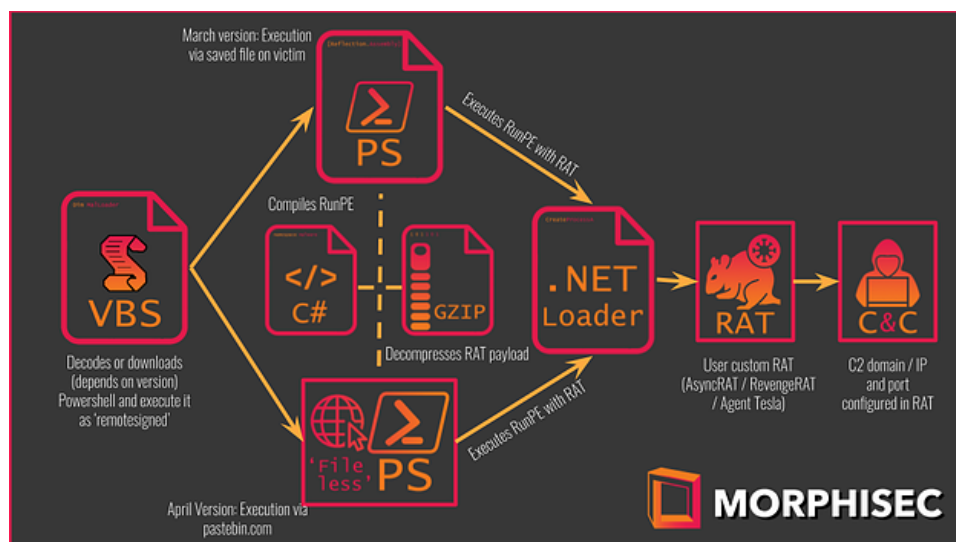 March version: Execution
via saved file on victim
PS
Executes RunPE with RAT
Compiles RunPE
VBS
</>
C#
GZIP
.NET
Loader
RAT
C&C
Decompresses RAT payload
Decodes or downloads
(depends on version)
Powershell and execute it
as 'remotesigned'
User custom RAT
(AsyncRAT / RevengeRAT
/ Agent Tesla)
C2 domain / IP
and port
configured in RAT
'File
less'
PS
Executes RunPE with RAT
April Version: Execution via
pastebin.com
MORPHISEC